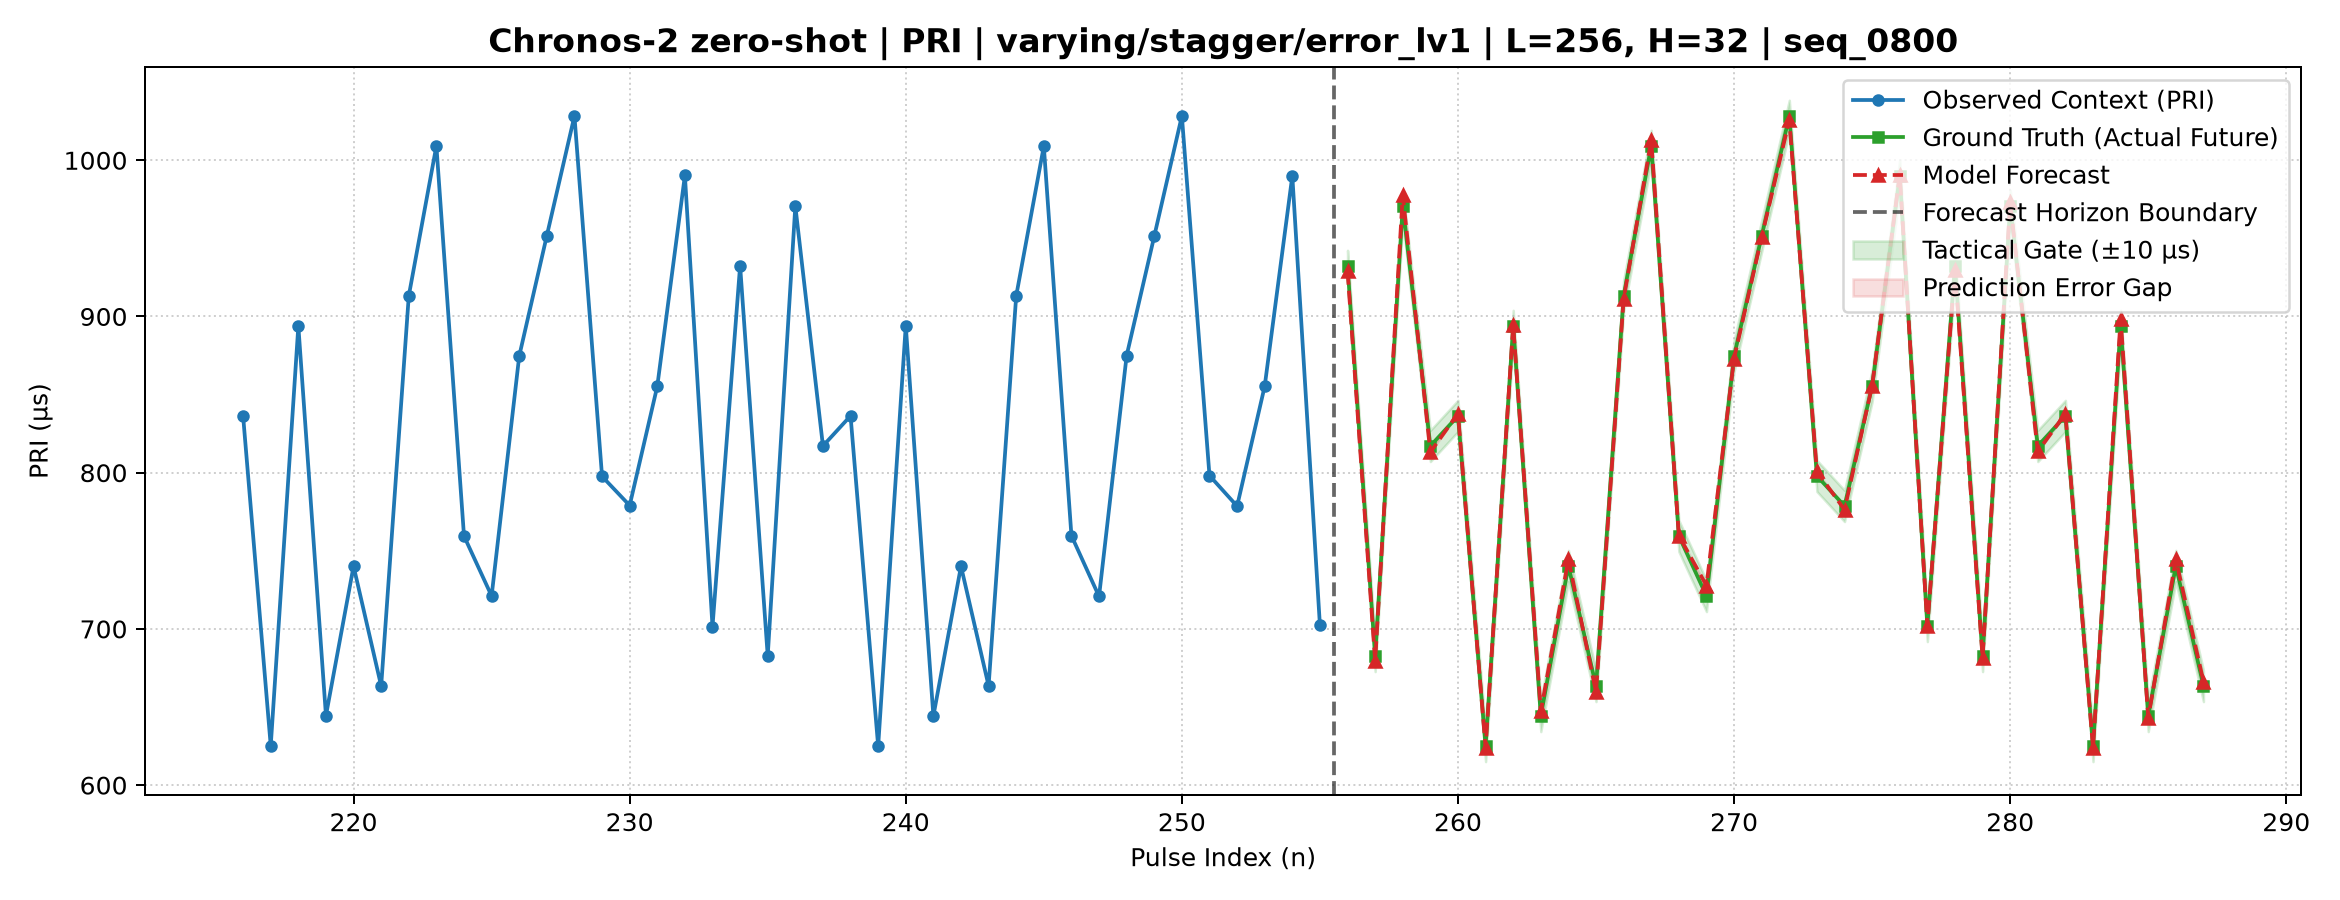 Chronos-2 zero-shot | PRI | varying/stagger/error_lv1 | L=256, H=32 | seq_0800
Observed Context (PRI)
Ground Truth (Actual Future)
Model Forecast
Forecast Horizon Boundary
Tactical Gate (±10 µs)
Prediction Error Gap
PRI (µs)
1000
900
800
700
600
220 230 240 250 260 270 280 290
Pulse Index (n)